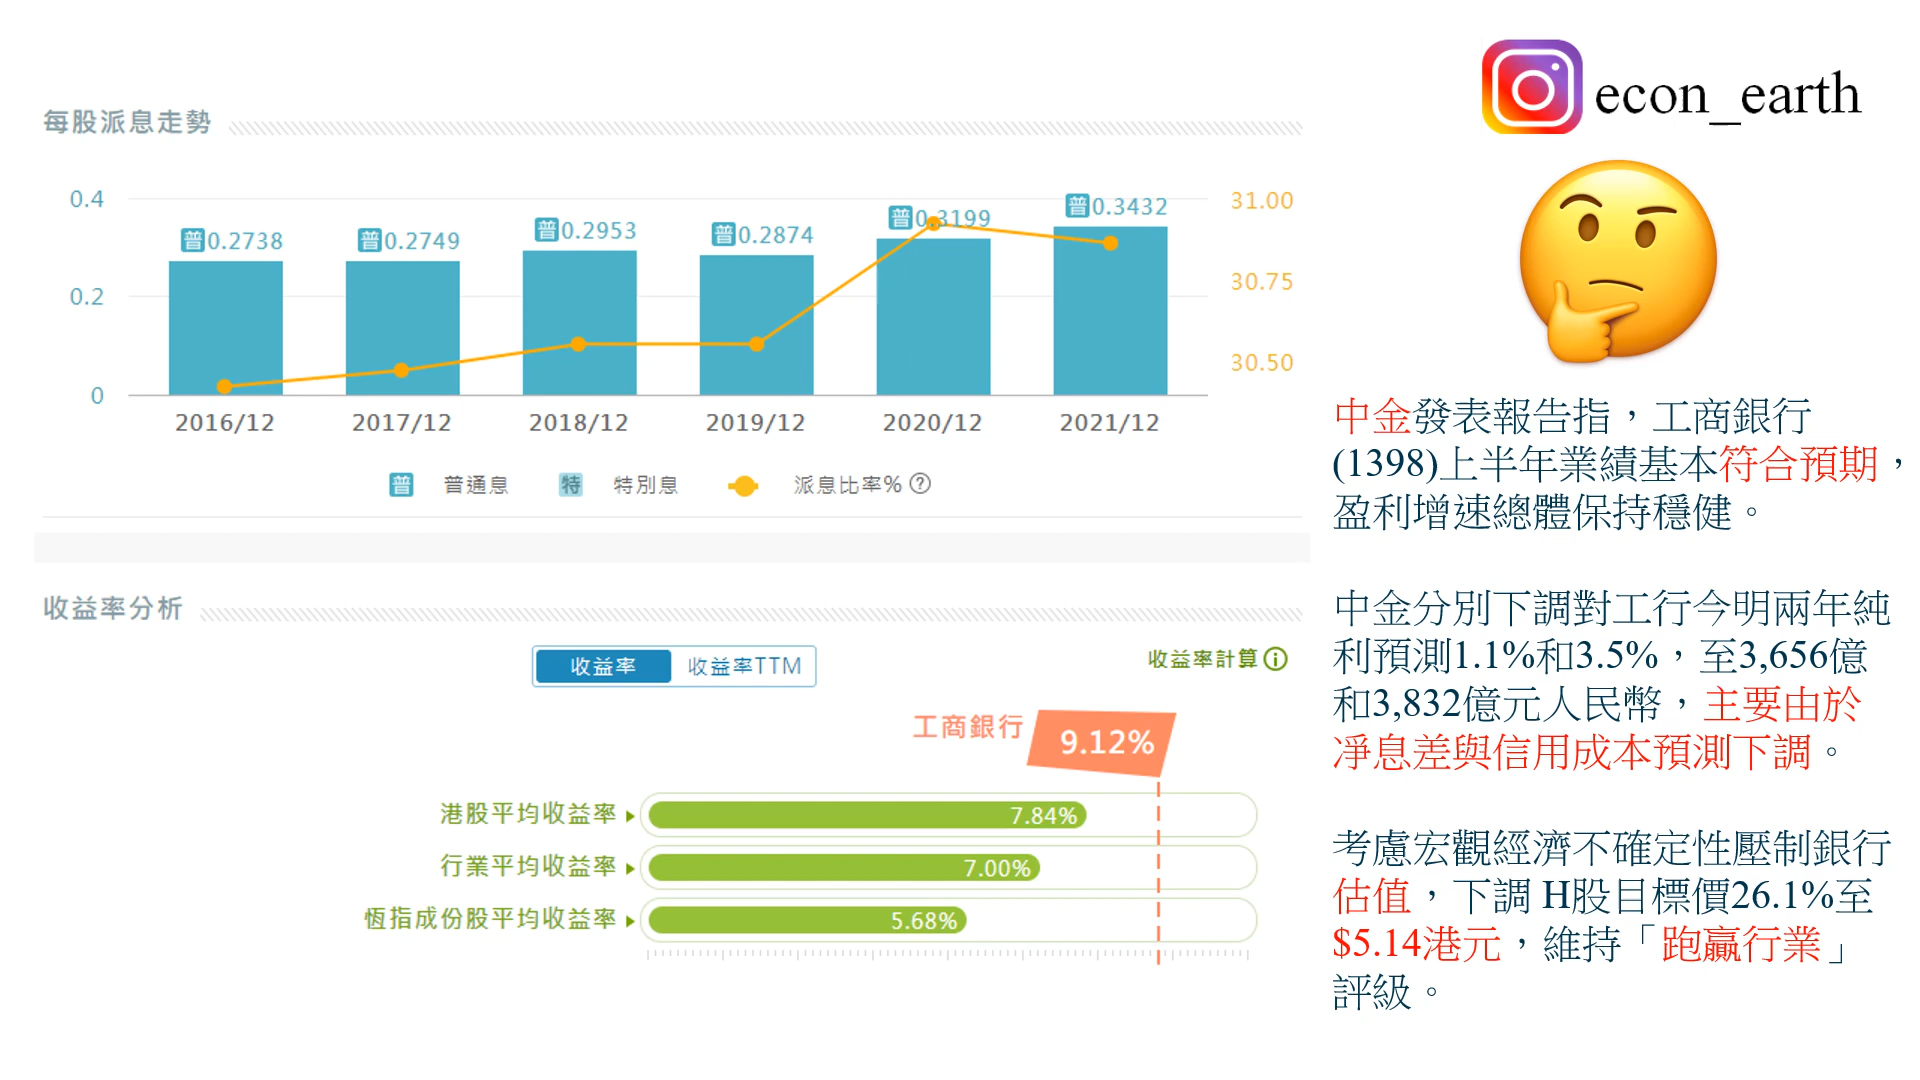 econ_earth
每股派息走勢
0.4
0.2
0
普0.2738
普0.2749
普0.2953
普0.2874
普0.3199
普0.3432
31.00
30.75
30.50
2016/12
2017/12
2018/12
2019/12
2020/12
2021/12
普 普通息
特 特別息
派息比率%?
收益率分析
收益率
收益率TTM
收益率計算
工商銀行
9.12%
港股平均收益率
7.84%
行業平均收益率
7.00%
恆指成份股平均收益率
5.68%
中金發表報告指，工商銀行
(1398)上半年業績基本符合預期，
盈利增速總體保持穩健。
中金分別下調對工行今明兩年純
利預測1.1%和3.5%，至3,656億
和3,832億元人民幣，主要由於
凈息差與信用成本預測下調。
考慮宏觀經濟不確定性壓制銀行
估值，下調 H股目標價26.1%至
$5.14港元，維持「跑贏行業」
評級。